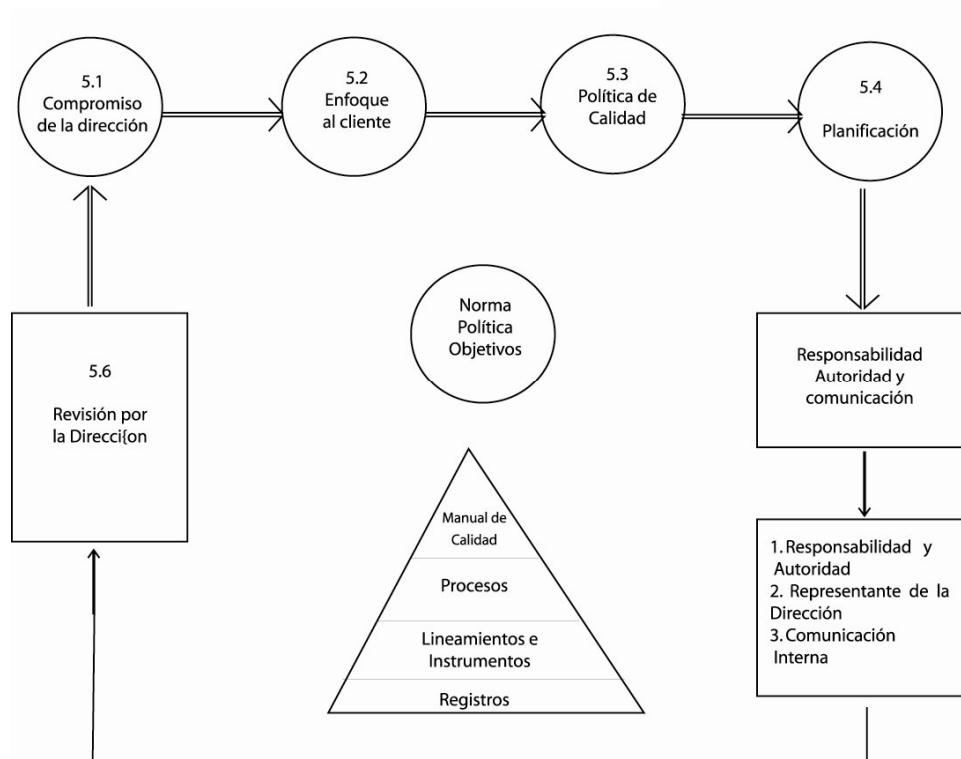 5.1
Compromiso
de la dirección
5.2
Enfoque
al cliente
5.3
Política de
Calidad
5.4
Planificación
Norma
Política
Objetivos
5.6
Revisión por
la Direcci{on
Responsabilidad
Autoridad y
comunicación
Manual de
Calidad
Procesos
Lineamientos e
Instrumentos
Registros
1.Responsabilidad y
Autoridad
2. Representante de la
Dirección
3.Comunicación
Interna